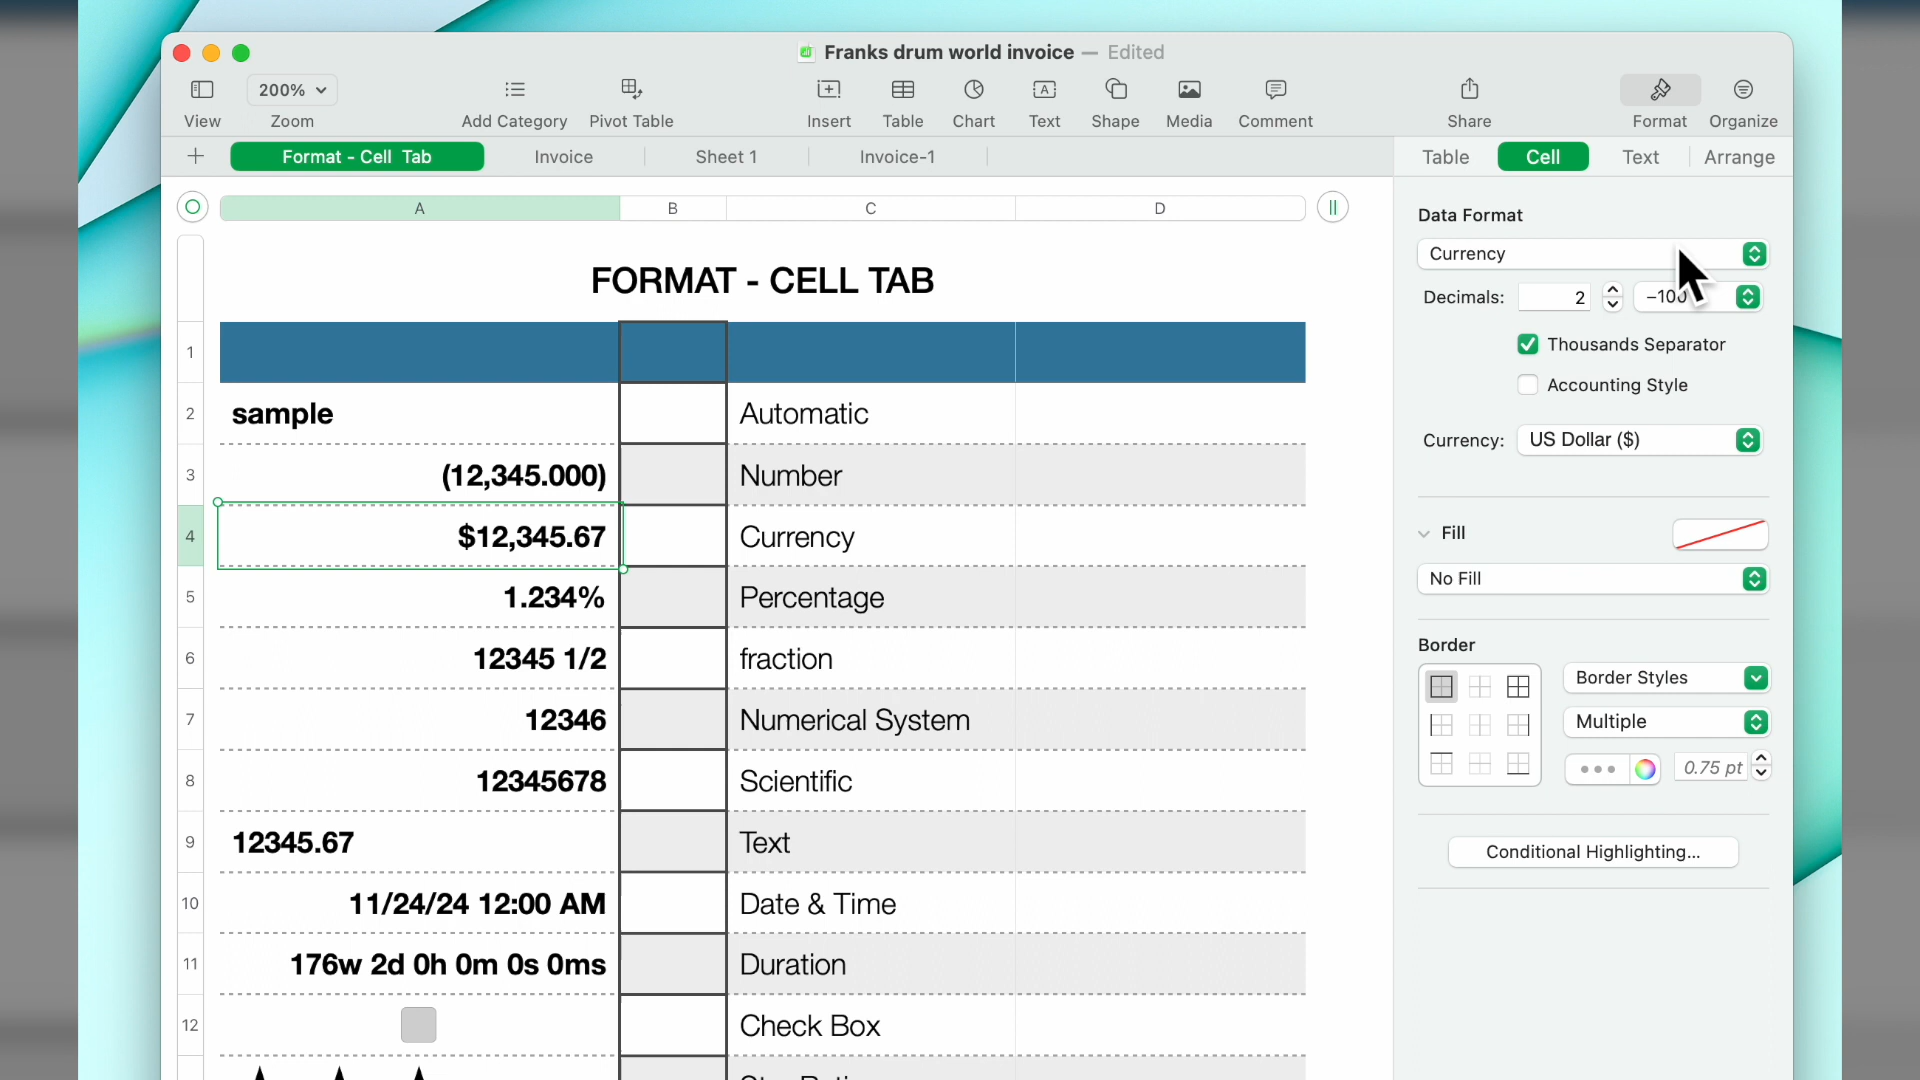 Franks drum world invoice — Edited
200%
View Zoom Add Category Pivot Table Insert Table Chart Text Shape Media Comment Share Format Organize
Format - Cell Tab Invoice Sheet 1 Invoice-1 Table Cell Text Arrange
A B C D
FORMAT - CELL TAB
1
2 sample Automatic
3 (12,345.000) Number
4 $12,345.67 Currency
5 1.234% Percentage
6 12345 1/2 fraction
7 12346 Numerical System
8 12345678 Scientific
9 12345.67 Text
10 11/24/24 12:00 AM Date & Time
11 176w 2d 0h 0m 0s 0ms Duration
12 Check Box
Data Format
Currency
Decimals: 2 –100
Thousands Separator
Accounting Style
Currency: US Dollar ($)
Fill
No Fill
Border
Border Styles
Multiple
0.75 pt
Conditional Highlighting...